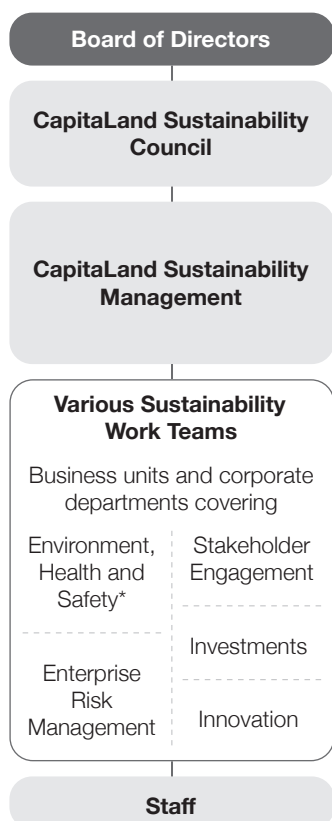 Board of Directors
CapitaLand Sustainability
Council
CapitaLand Sustainability
Management
Various Sustainability
Work Teams
Business units and corporate
departments covering
Environment,
Health and
Safety*
Enterprise
Risk
Management
Stakeholder
Engagement
Investments
Innovation
Staff